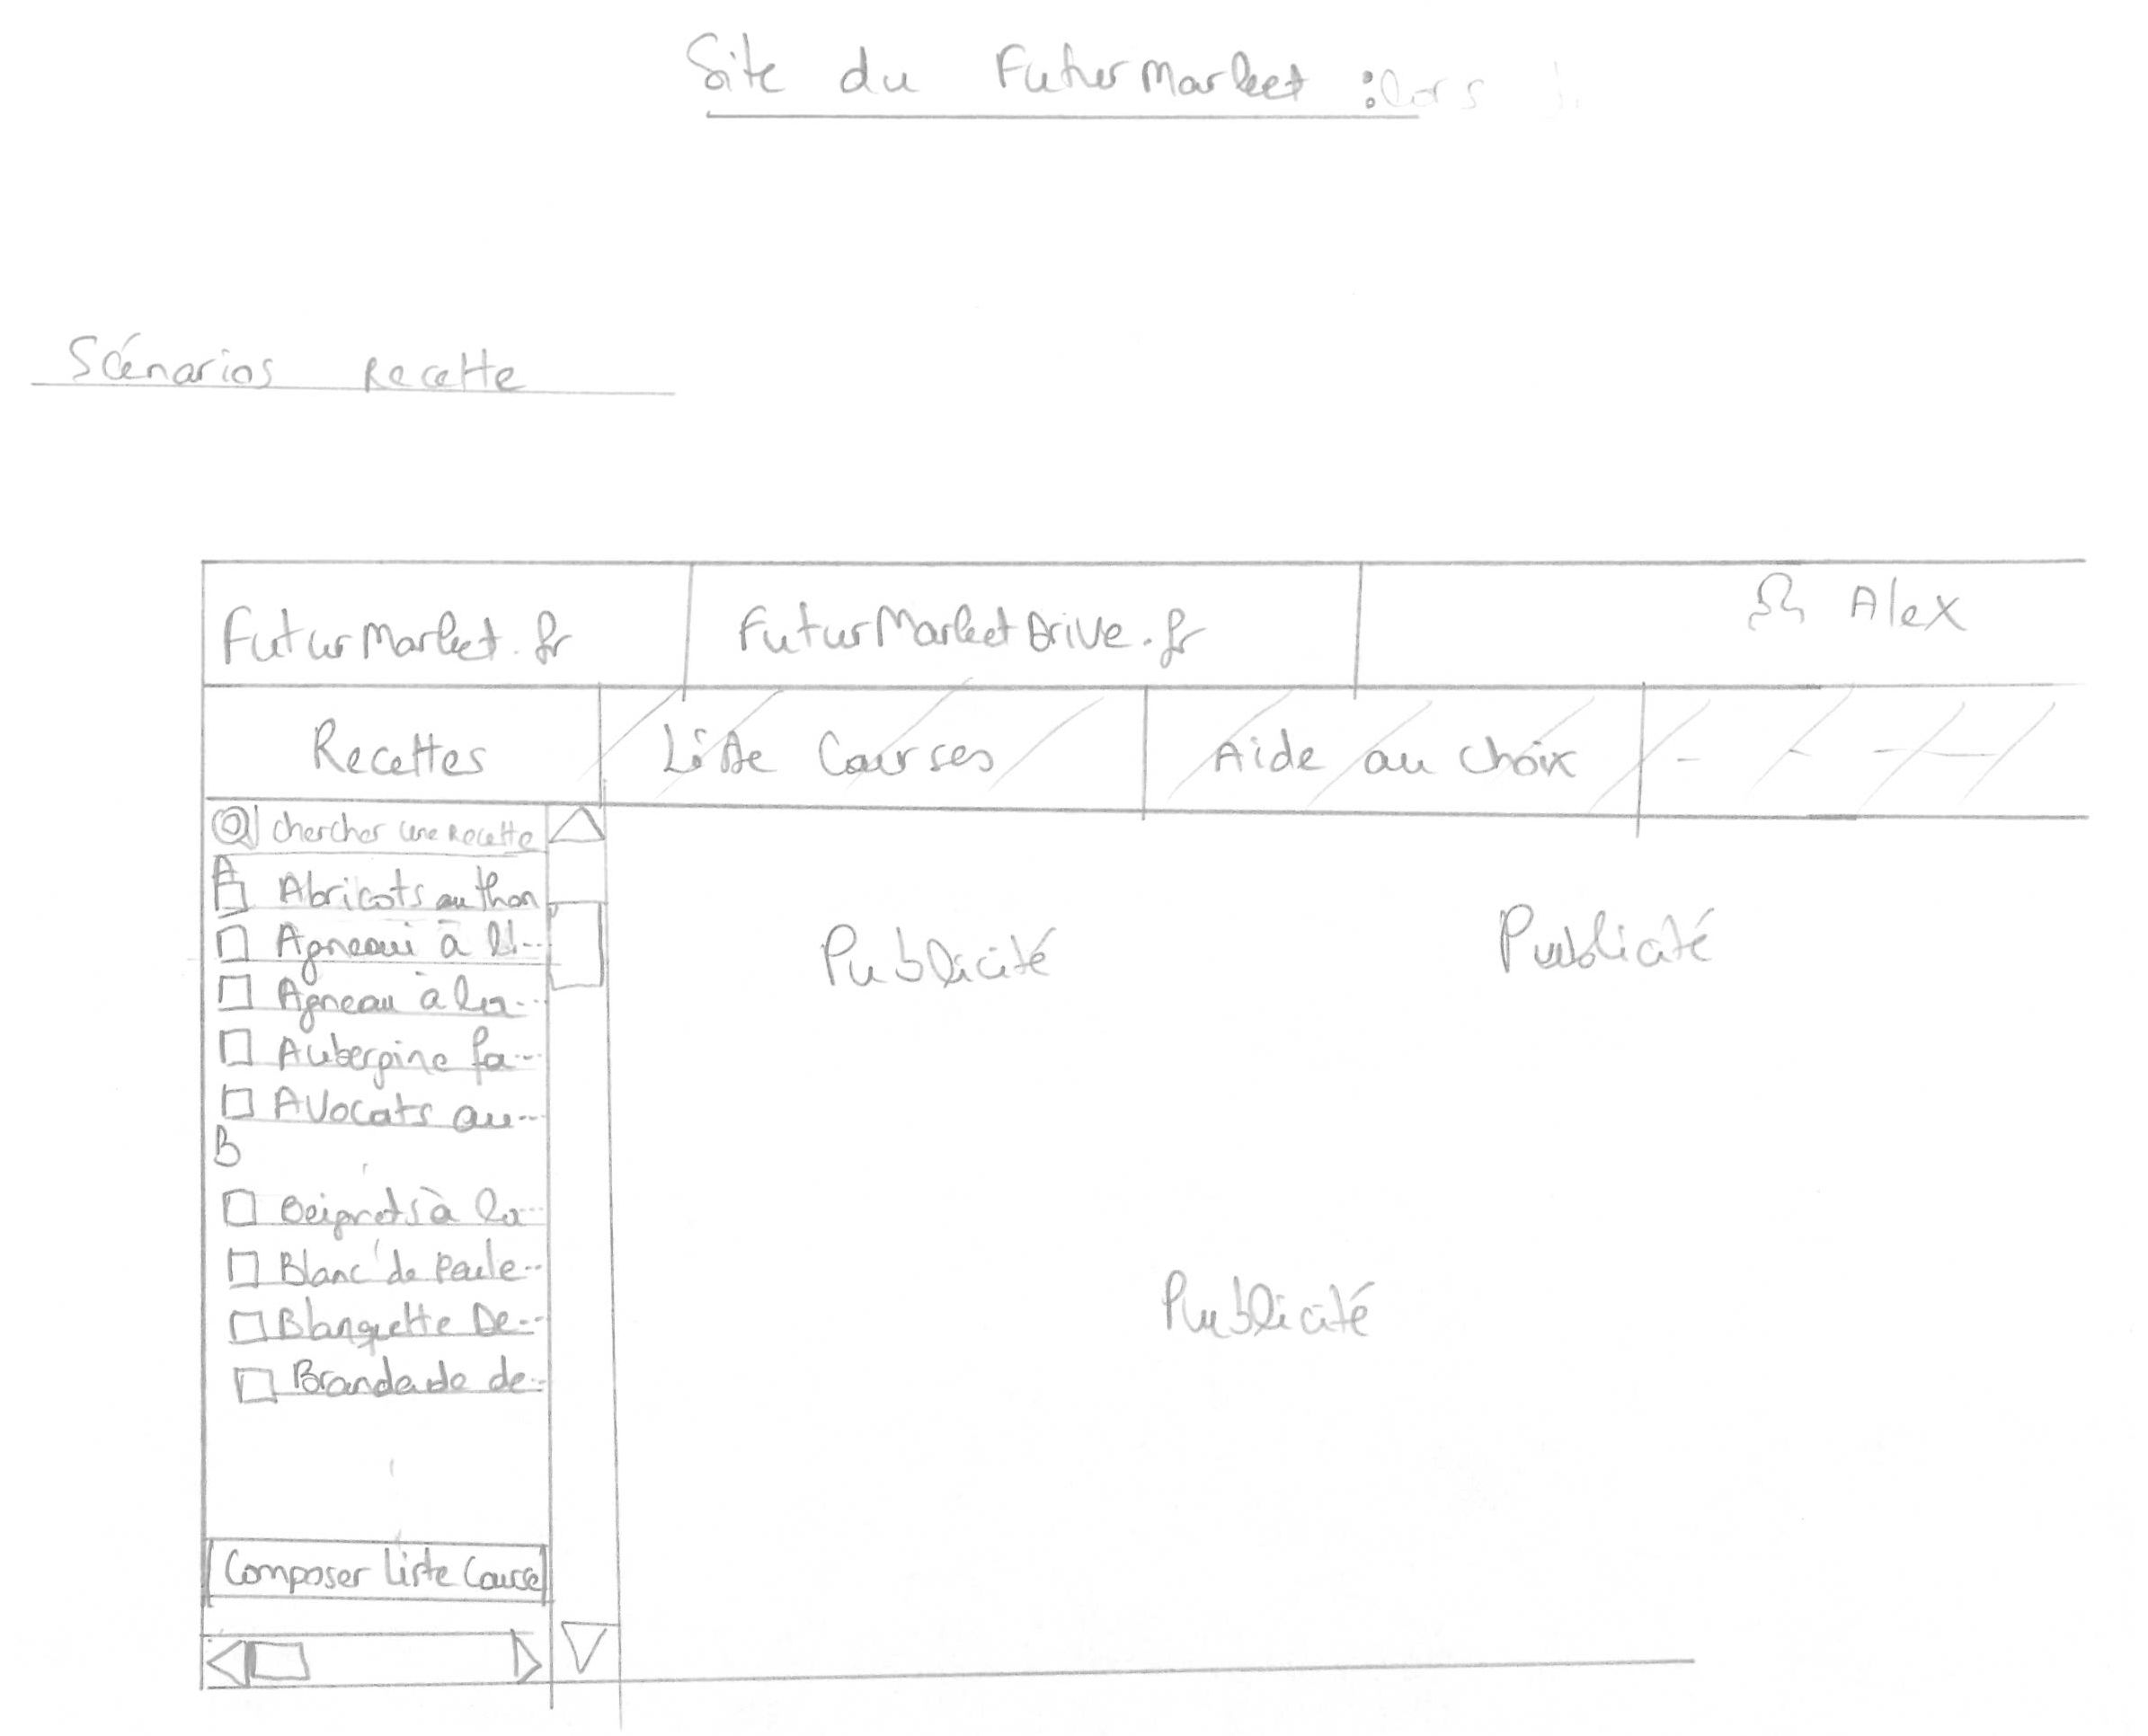 Site du FuturMarket :
Scénarios Recette
FuturMarket.fr FuturMarketDrive.fr Alex
Recettes Liste Courses Aide au choix - - - -
Chercher une Recette
A
Abricots au thon
Agneau à l'...
Agneau à la...
Aubergine fa...
Avocats au...
B
Beignets à la...
Blanc de Poule...
Blanquette De...
Brandade de..
Composer Liste Course
Publicité Publicité
Publicité